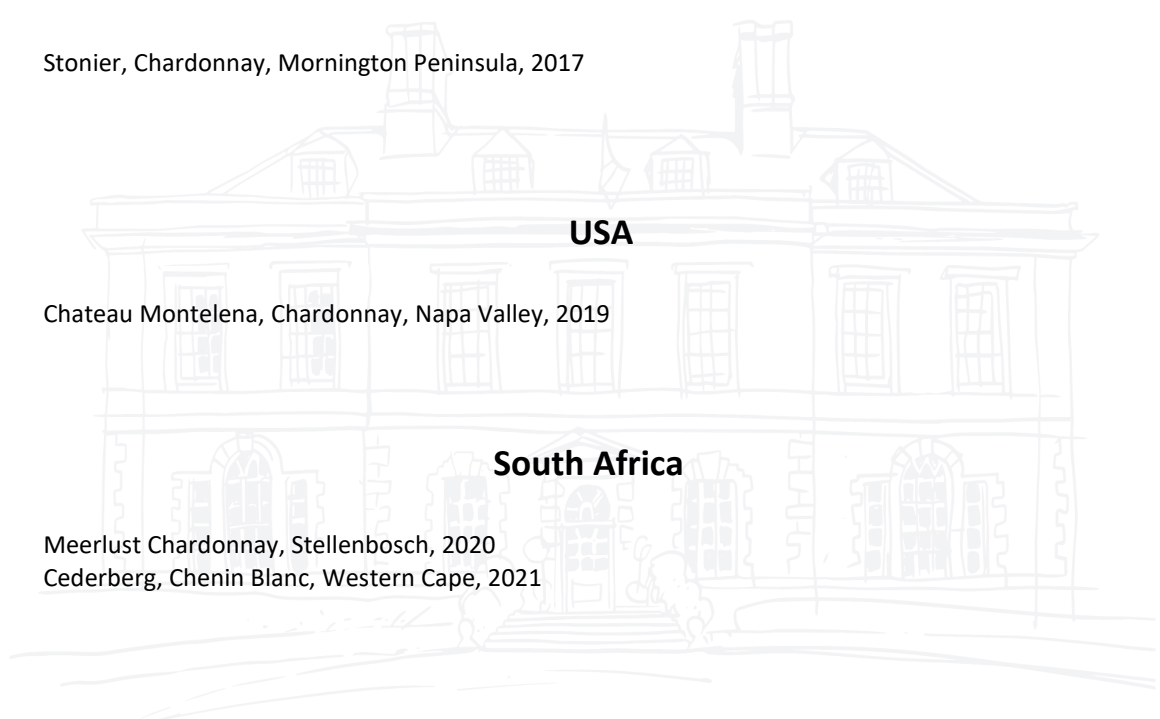 Stonier, Chardonnay, Mornington Peninsula, 2017
USA
Chateau Montelena, Chardonnay, Napa Valley, 2019
South Africa
Meerlust Chardonnay, Stellenbosch, 2020
Cederberg, Chenin Blanc, Western Cape, 2021